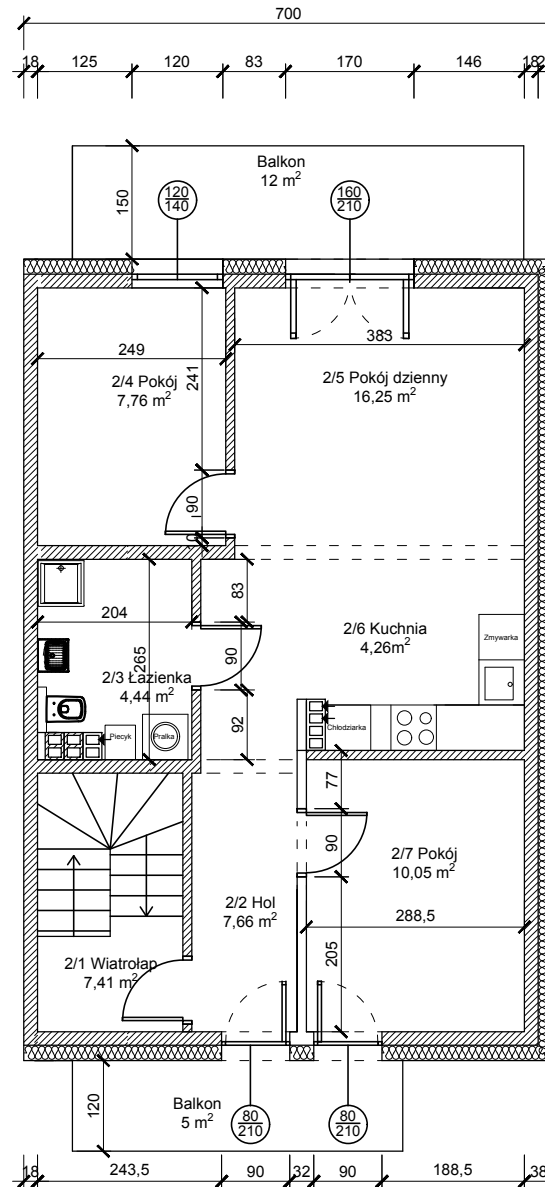 700
18 125 120 83 170 146 18
150
Balkon
12 m²
120
140
160
210
249
383
241
2/4 Pokój
7,76 m²
2/5 Pokój dzienny
16,25 m²
90
83
204
2/6 Kuchnia
4,26m²
Zmywarka
265
2/3 Łazienka
4,44 m²
90
92
Piecyk
Pralka
Chłodziarka
77
90
2/7 Pokój
10,05 m²
2/2 Hol
7,66 m²
288,5
205
2/1 Wiatrołap
7,41 m²
120
Balkon
5 m²
80
210
80
210
18 243,5 90 32 90 188,5 38